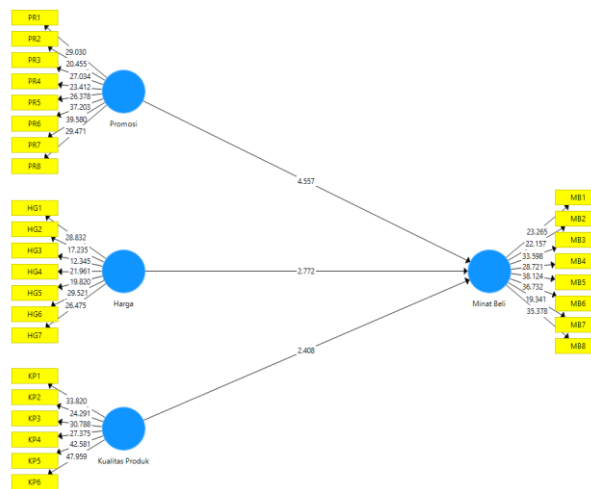 PR1
PR2
PR3
PR4
PR5
PR6
PR7
PR8
29.030
20.455
27.034
23.412
26.378
37.203
39.580
29.471
Promosi
4.557
HG1
HG2
HG3
HG4
HG5
HG6
HG7
28.832
17.235
12.345
21.961
19.820
29.521
26.475
Harga
2.772
KP1
KP2
KP3
KP4
KP5
KP6
33.820
24.291
30.788
27.375
42.581
47.959
Kualitas Produk
2.408
Minat Beli
23.265
22.157
33.598
28.721
38.124
36.732
19.341
35.378
MB1
MB2
MB3
MB4
MB5
MB6
MB7
MB8